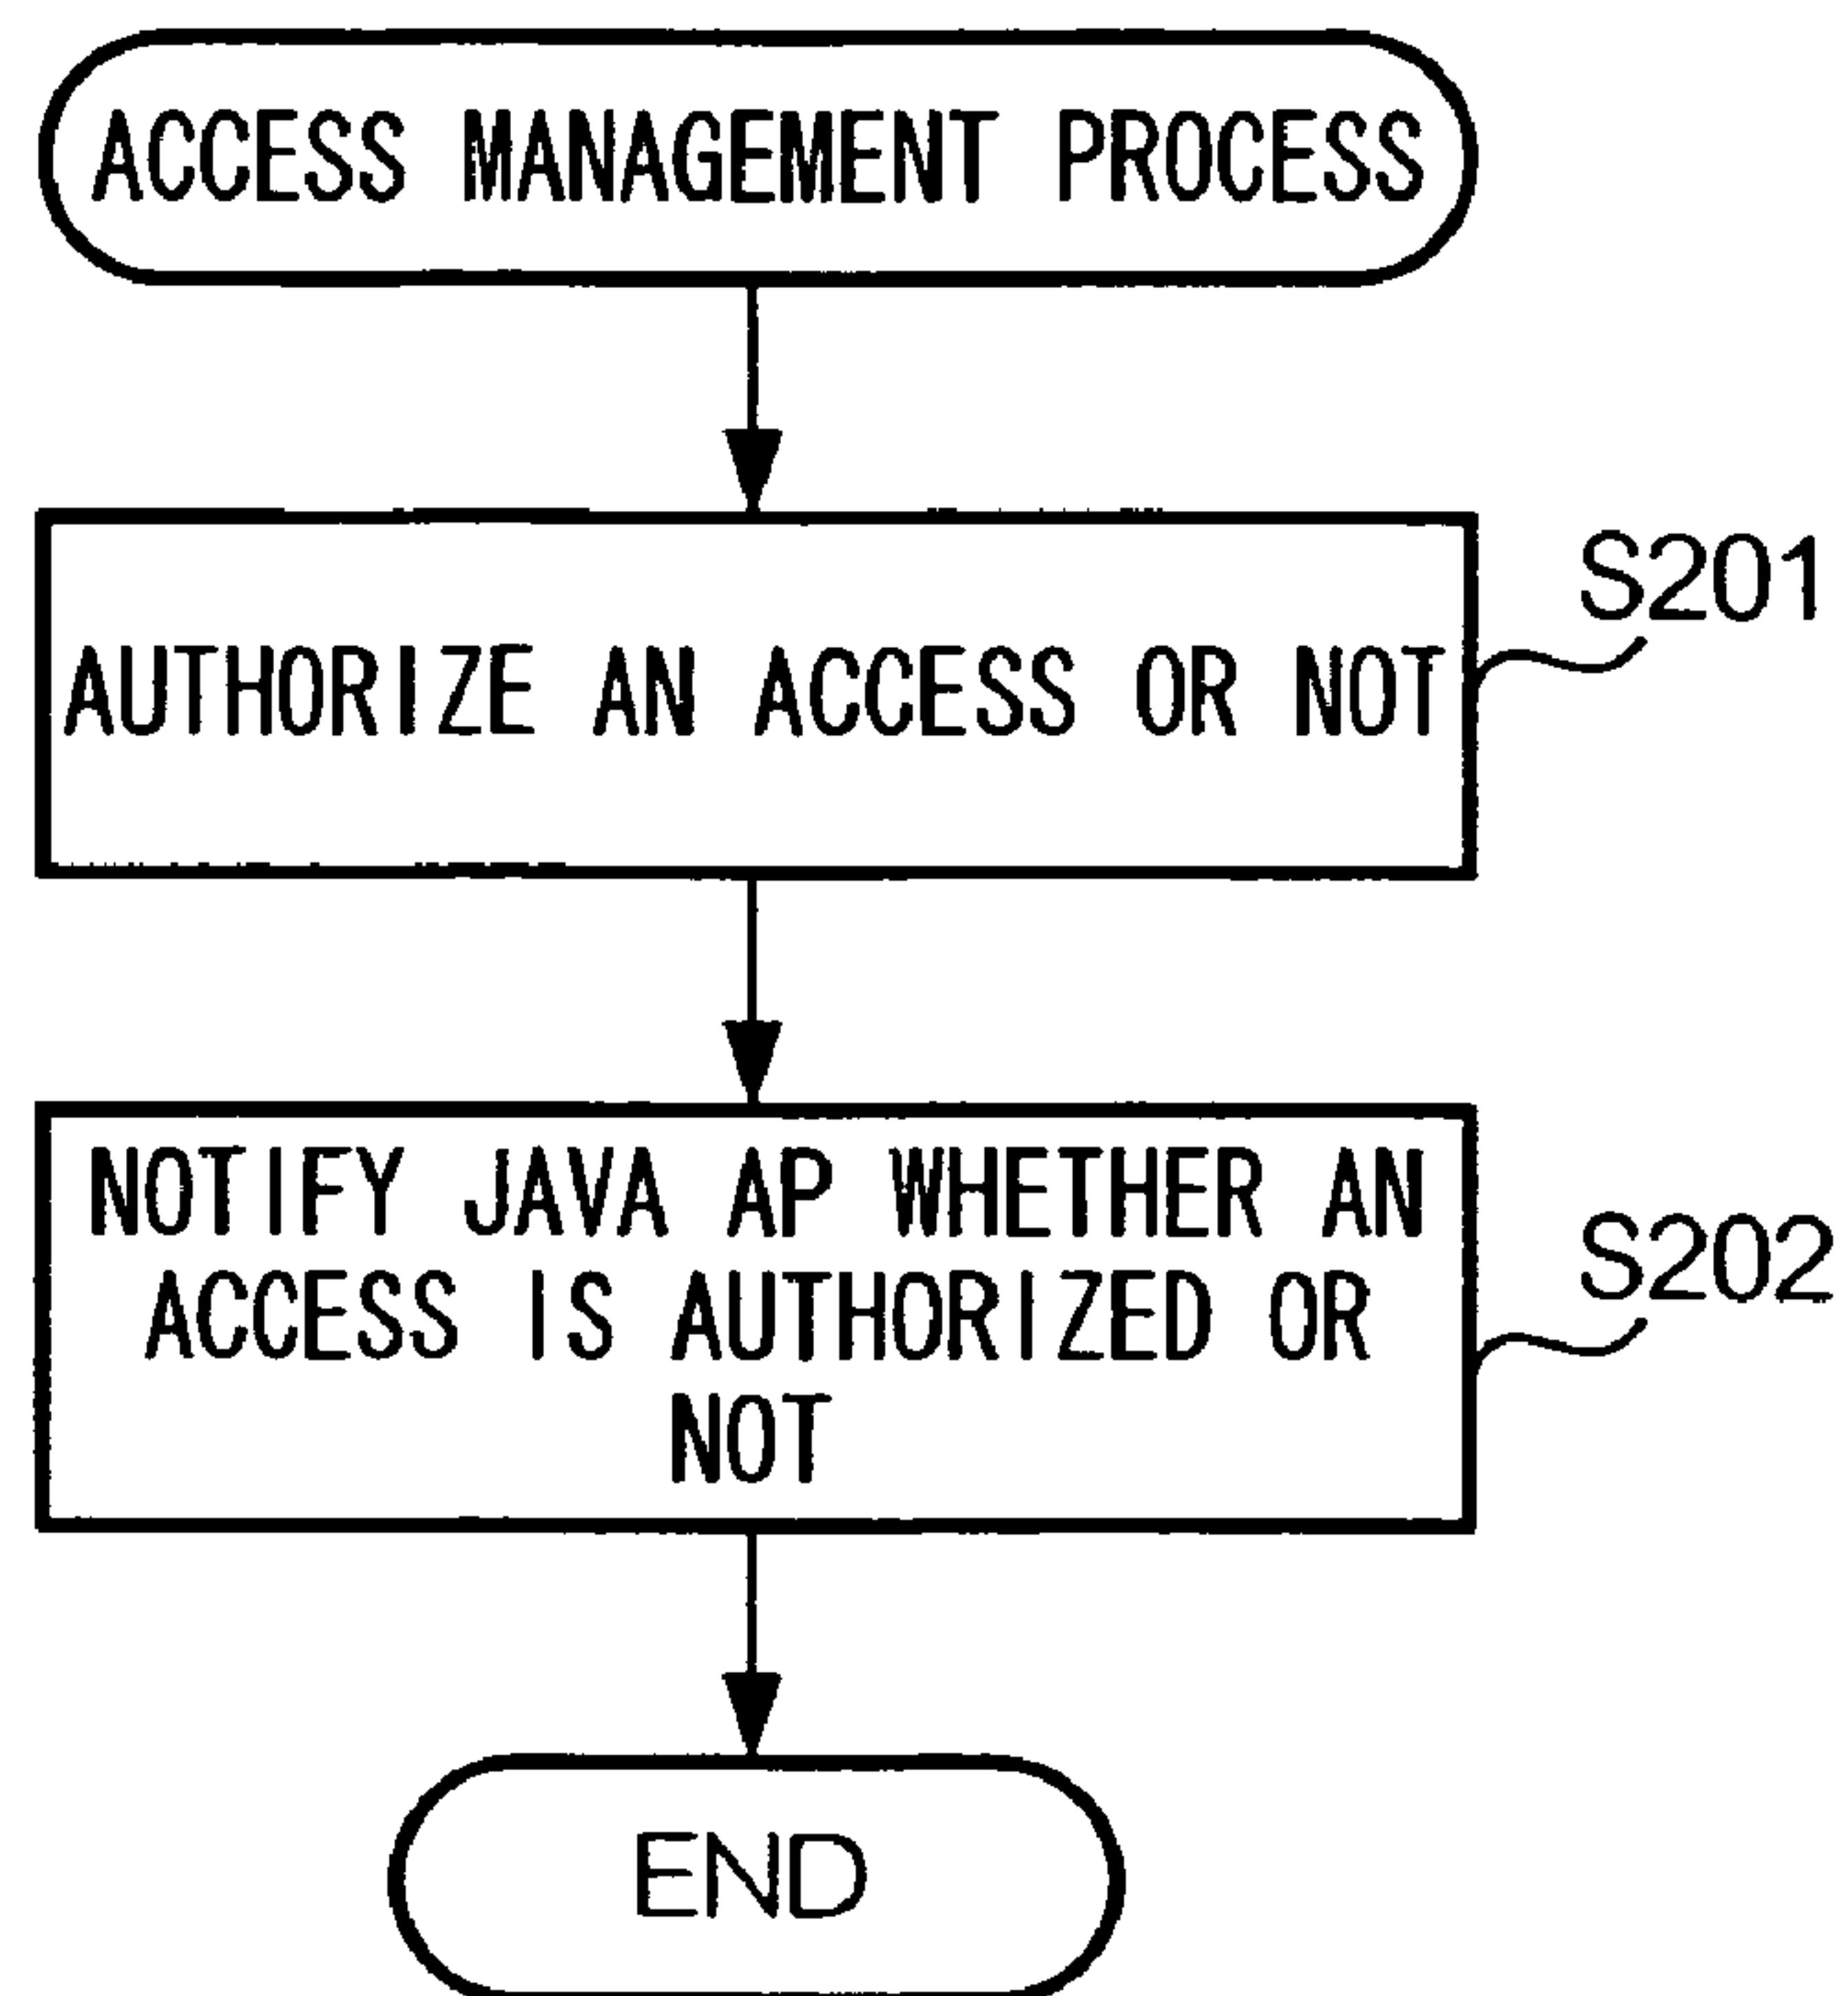 ACCESS MANAGEMENT PROCESS
AUTHORIZE AN ACCESS OR NOT
S201
NOTIFY JAVA AP WHETHER AN
ACCESS IS AUTHORIZED OR
NOT
S202
END